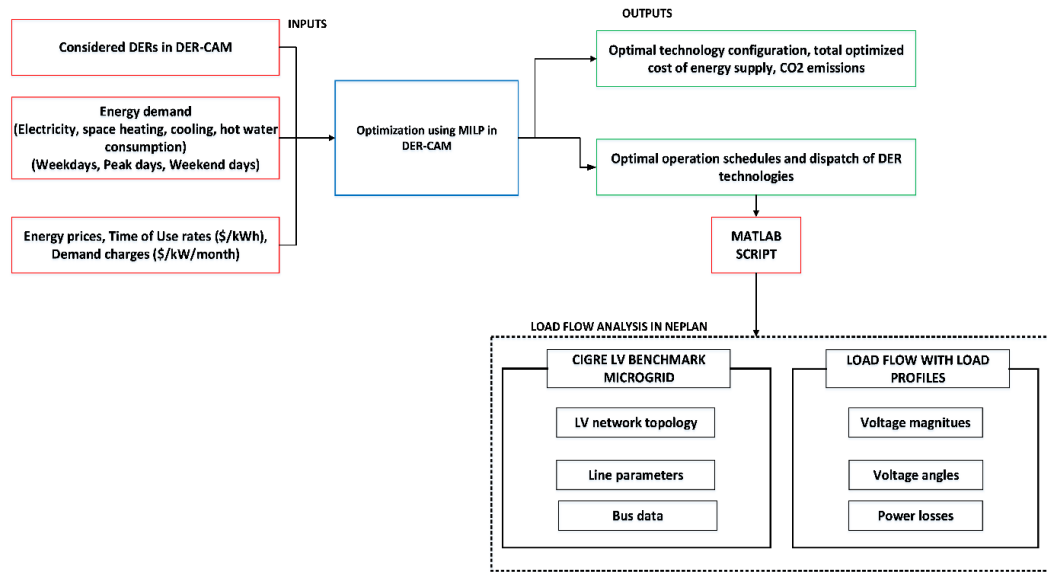 INPUTS
Considered DERs in DER-CAM
Energy demand
(Electricity, space heating, cooling, hot water
consumption)
(Weekdays, Peak days, Weekend days)
Energy prices, Time of Use rates ($/kWh),
Demand charges ($/kW/month)
Optimization using MILP in
DER-CAM
OUTPUTS
Optimal technology configuration, total optimized
cost of energy supply, CO2 emissions
Optimal operation schedules and dispatch of DER
technologies
MATLAB
SCRIPT
LOAD FLOW ANALYSIS IN NEPLAN
CIGRE LV BENCHMARK
MICROGRID
LV network topology
Line parameters
Bus data
LOAD FLOW WITH LOAD
PROFILES
Voltage magnitues
Voltage angles
Power losses